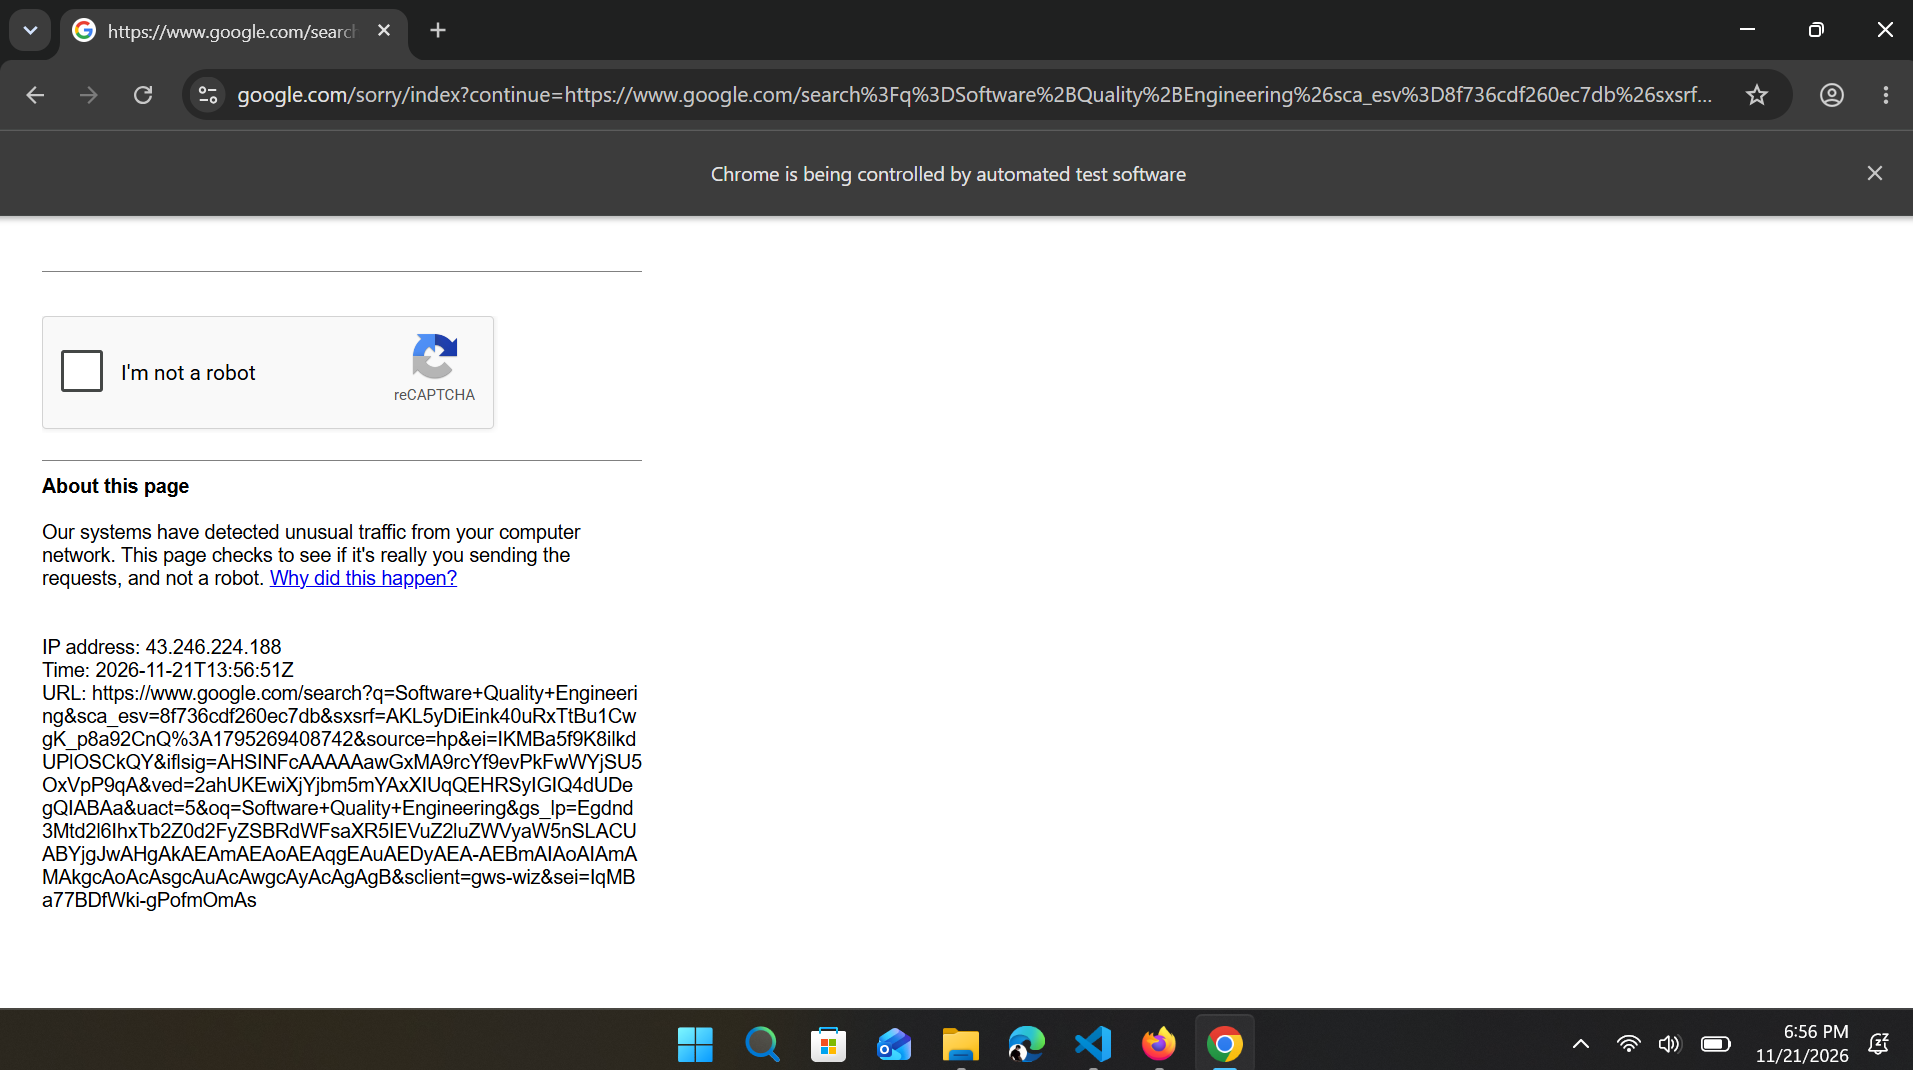 https://www.google.com/searc
google.com/sorry/index?continue=https://www.google.com/search%3Fq%3DSoftware%2BQuality%2BEngineering%26sca_esv%3D8f736cdf260ec7db%26sxsrf...
Chrome is being controlled by automated test software
I'm not a robot
reCAPTCHA
About this page
Our systems have detected unusual traffic from your computer
network. This page checks to see if it's really you sending the
requests, and not a robot. Why did this happen?
IP address: 43.246.224.188
Time: 2026-11-21T13:56:51Z
URL: https://www.google.com/search?q=Software+Quality+Engineeri
ng&sca_esv=8f736cdf260ec7db&sxsrf=AKL5yDiEink40uRxTtBu1Cw
gK_p8a92CnQ%3A1795269408742&source=hp&ei=IKMBa5f9K8ilkd
UPlOSCkQY&iflsig=AHSINFcAAAAAawGxMA9rcYf9evPkFwWYjSU5
OxVpP9qA&ved=2ahUKEwiXjYjbm5mYAxXIUqQEHRSyIGIQ4dUDe
gQIABAa&uact=5&oq=Software+Quality+Engineering&gs_lp=Egdnd
3Mtd2l6IhxTb2Z0d2FyZSBRdWFsaXR5IEVuZ2luZWVyaW5nSLACU
ABYjgJwAHgAkAEAmAEAoAEAqgEAuAEDyAEA-AEBmAIAoAIAmA
MAkgcAoAcAsgcAuAcAwgcAyAcAgAgB&sclient=gws-wiz&sei=IqMB
a77BDfWki-gPofmOmAs
6:56 PM
11/21/2026